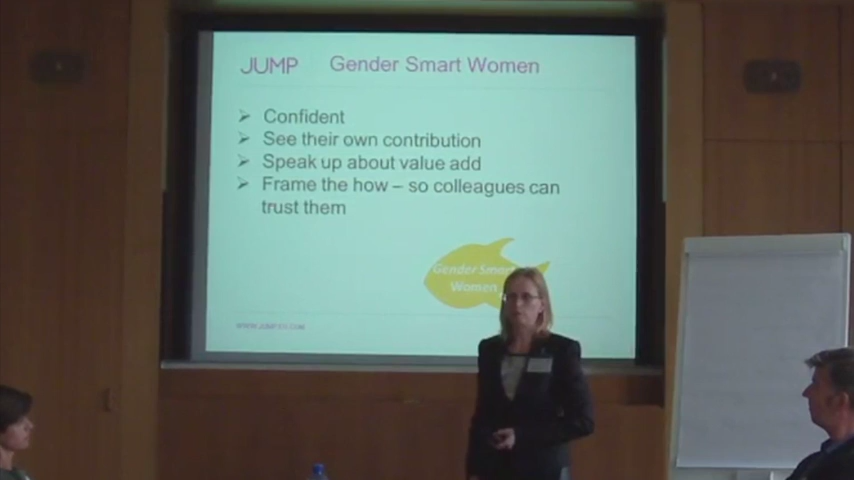 JUMP Gender Smart Women
Confident
See their own contribution
Speak up about value add
Frame the how – so colleagues can
trust them
Gender Smart
Women